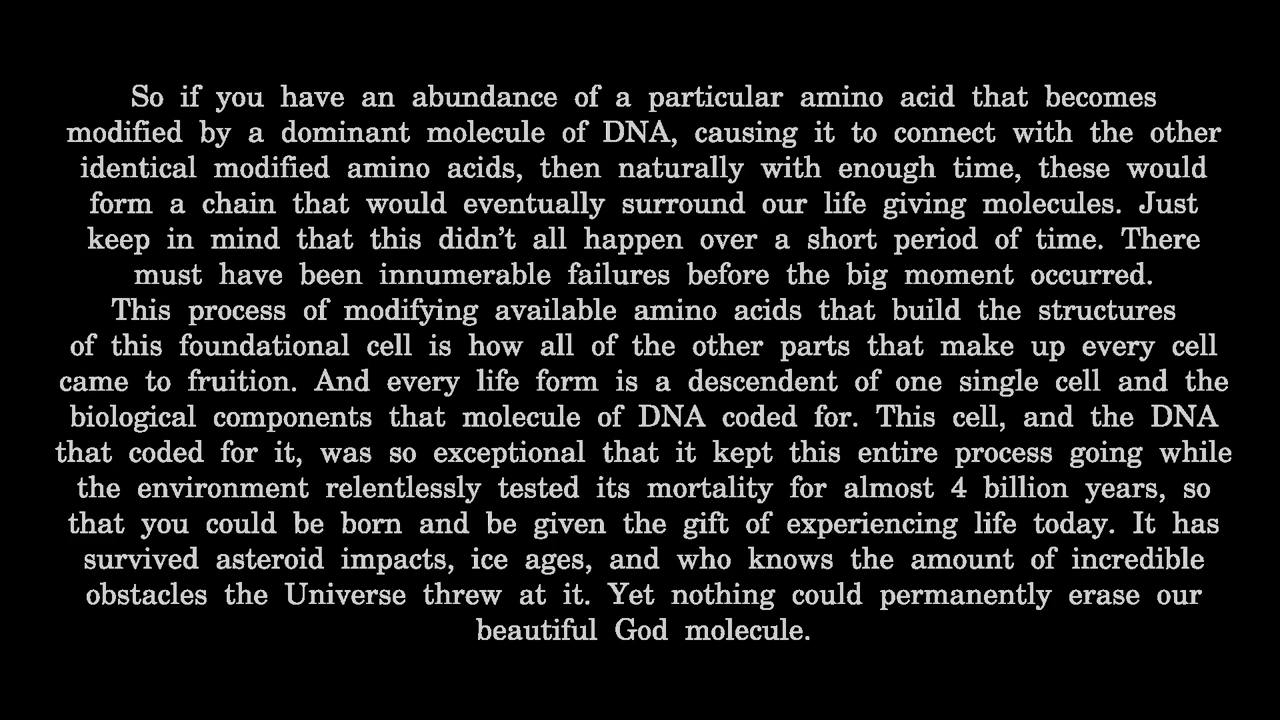 So if you have an abundance of a particular amino acid that becomes
modified by a dominant molecule of DNA, causing it to connect with the other
identical modified amino acids, then naturally with enough time, these would
form a chain that would eventually surround our life giving molecules. Just
keep in mind that this didn't all happen over a short period of time. There
must have been innumerable failures before the big moment occurred.
This process of modifying available amino acids that build the structures
of this foundational cell is how all of the other parts that make up every cell
came to fruition. And every life form is a descendent of one single cell and the
biological components that molecule of DNA coded for. This cell, and the DNA
that coded for it, was so exceptional that it kept this entire process going while
the environment relentlessly tested its mortality for almost 4 billion years, so
that you could be born and be given the gift of experiencing life today. It has
survived asteroid impacts, ice ages, and who knows the amount of incredible
obstacles the Universe threw at it. Yet nothing could permanently erase our
beautiful God molecule.